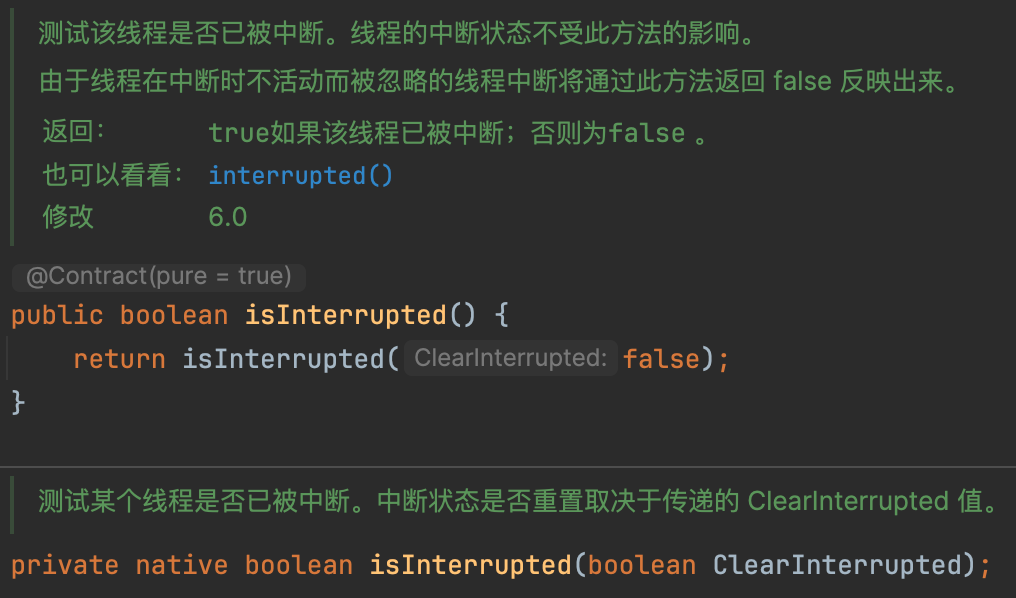 测试该线程是否已被中断。线程的中断状态不受此方法的影响。
由于线程在中断时不活动而被忽略的线程中断将通过此方法返回 false 反映出来。
返回： true如果该线程已被中断；否则为false 。
也可以看看： interrupted()
修改 6.0
@Contract(pure = true)
public boolean isInterrupted() {
return isInterrupted( ClearInterrupted: false);
}
测试某个线程是否已被中断。中断状态是否重置取决于传递的 ClearInterrupted 值。
private native boolean isInterrupted(boolean ClearInterrupted);